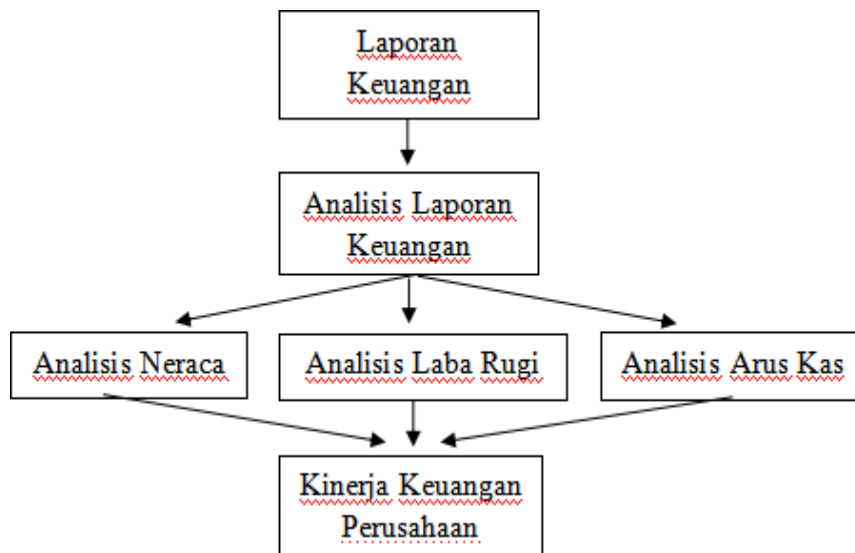 Laporan
Keuangan
Analisis Laporan
Keuangan
Analisis Neraca
Analisis Laba Rugi
Analisis Arus Kas
Kinerja Keuangan
Perusahaan